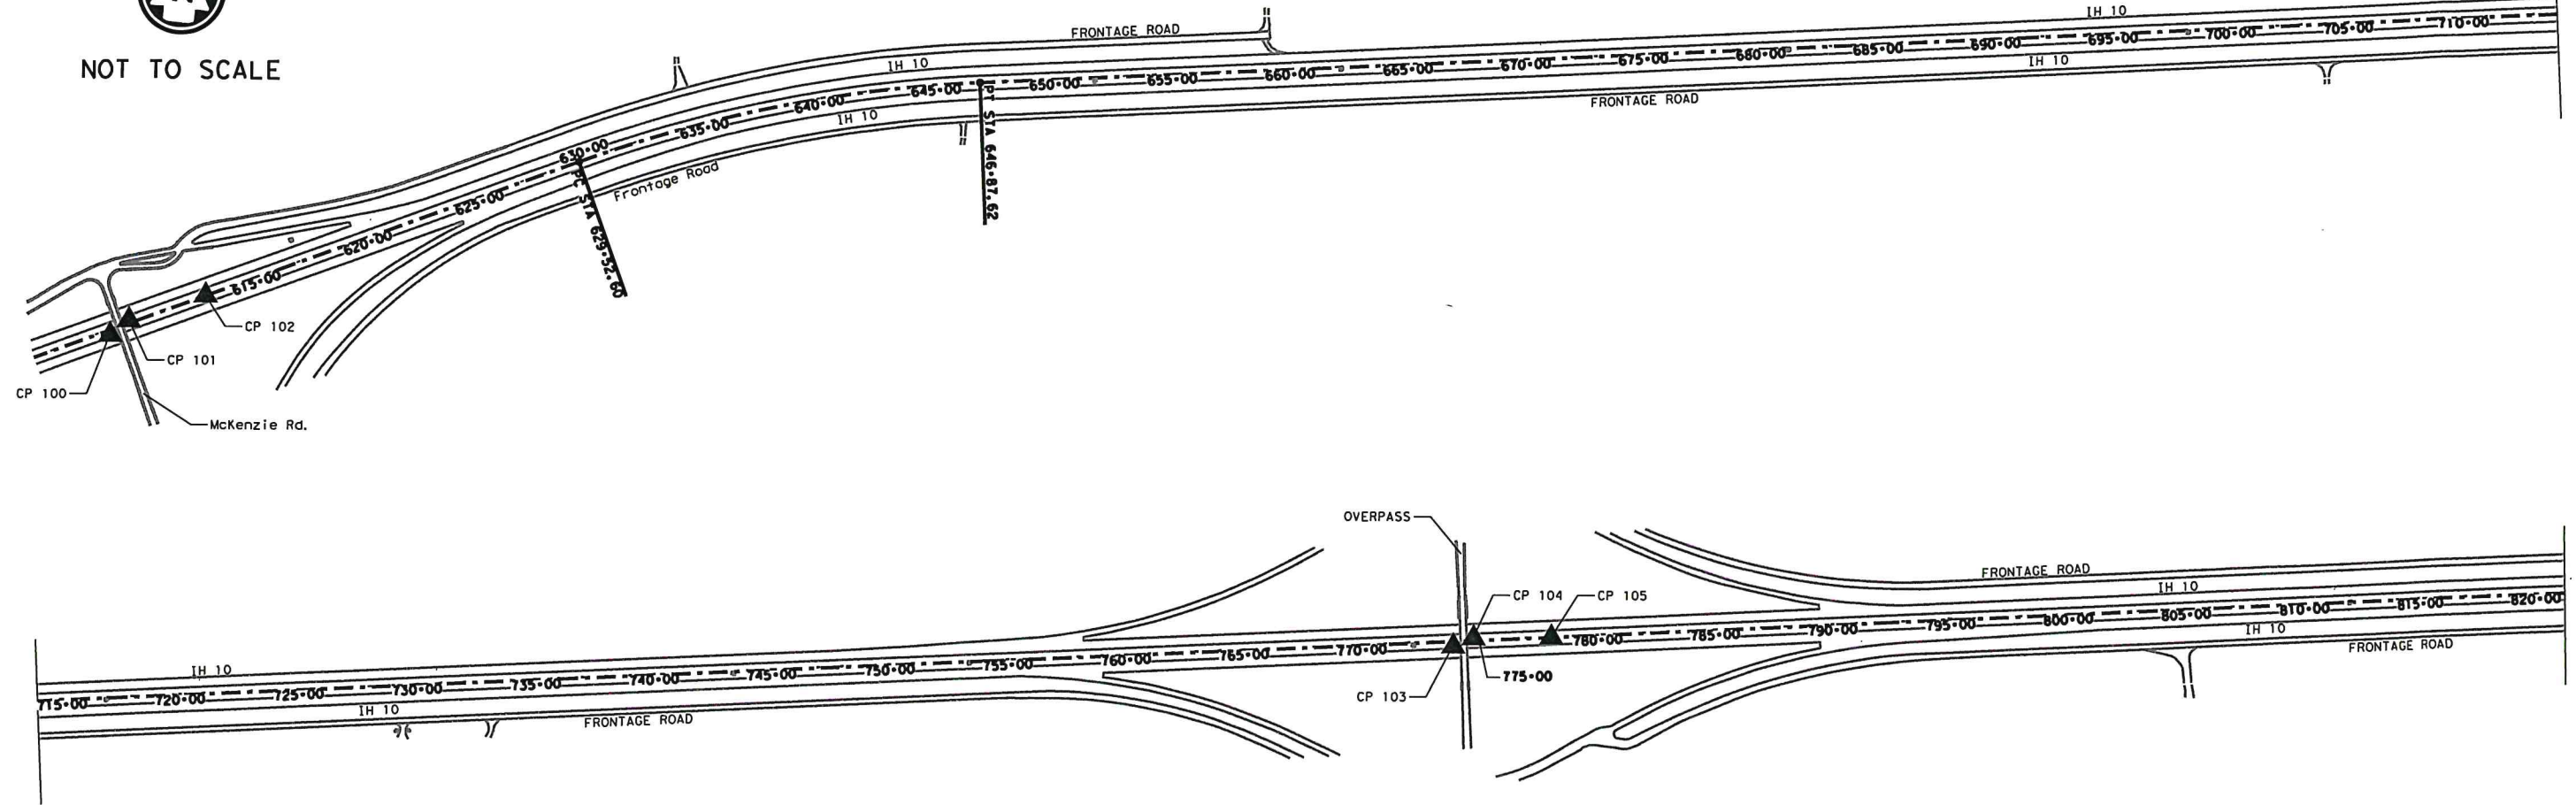 NOT TO SCALE
FRONTAGE ROAD
IH 10
IH 10
IH 10
IH 10
FRONTAGE ROAD
Frontage Road
615+00
620+00
625+00
630+00
635+00
640+00
645+00
650+00
655+00
660+00
665+00
670+00
675+00
680+00
685+00
690+00
695+00
700+00
705+00
710+00
PC STA 629+52.60
PT STA 646+87.62
CP 102
CP 101
CP 100
McKenzie Rd.
OVERPASS
CP 104
CP 105
CP 103
775+00
FRONTAGE ROAD
IH 10
IH 10
FRONTAGE ROAD
IH 10
IH 10
FRONTAGE ROAD
715+00
720+00
725+00
730+00
735+00
740+00
745+00
750+00
755+00
760+00
765+00
770+00
780+00
785+00
790+00
795+00
800+00
805+00
810+00
815+00
820+00